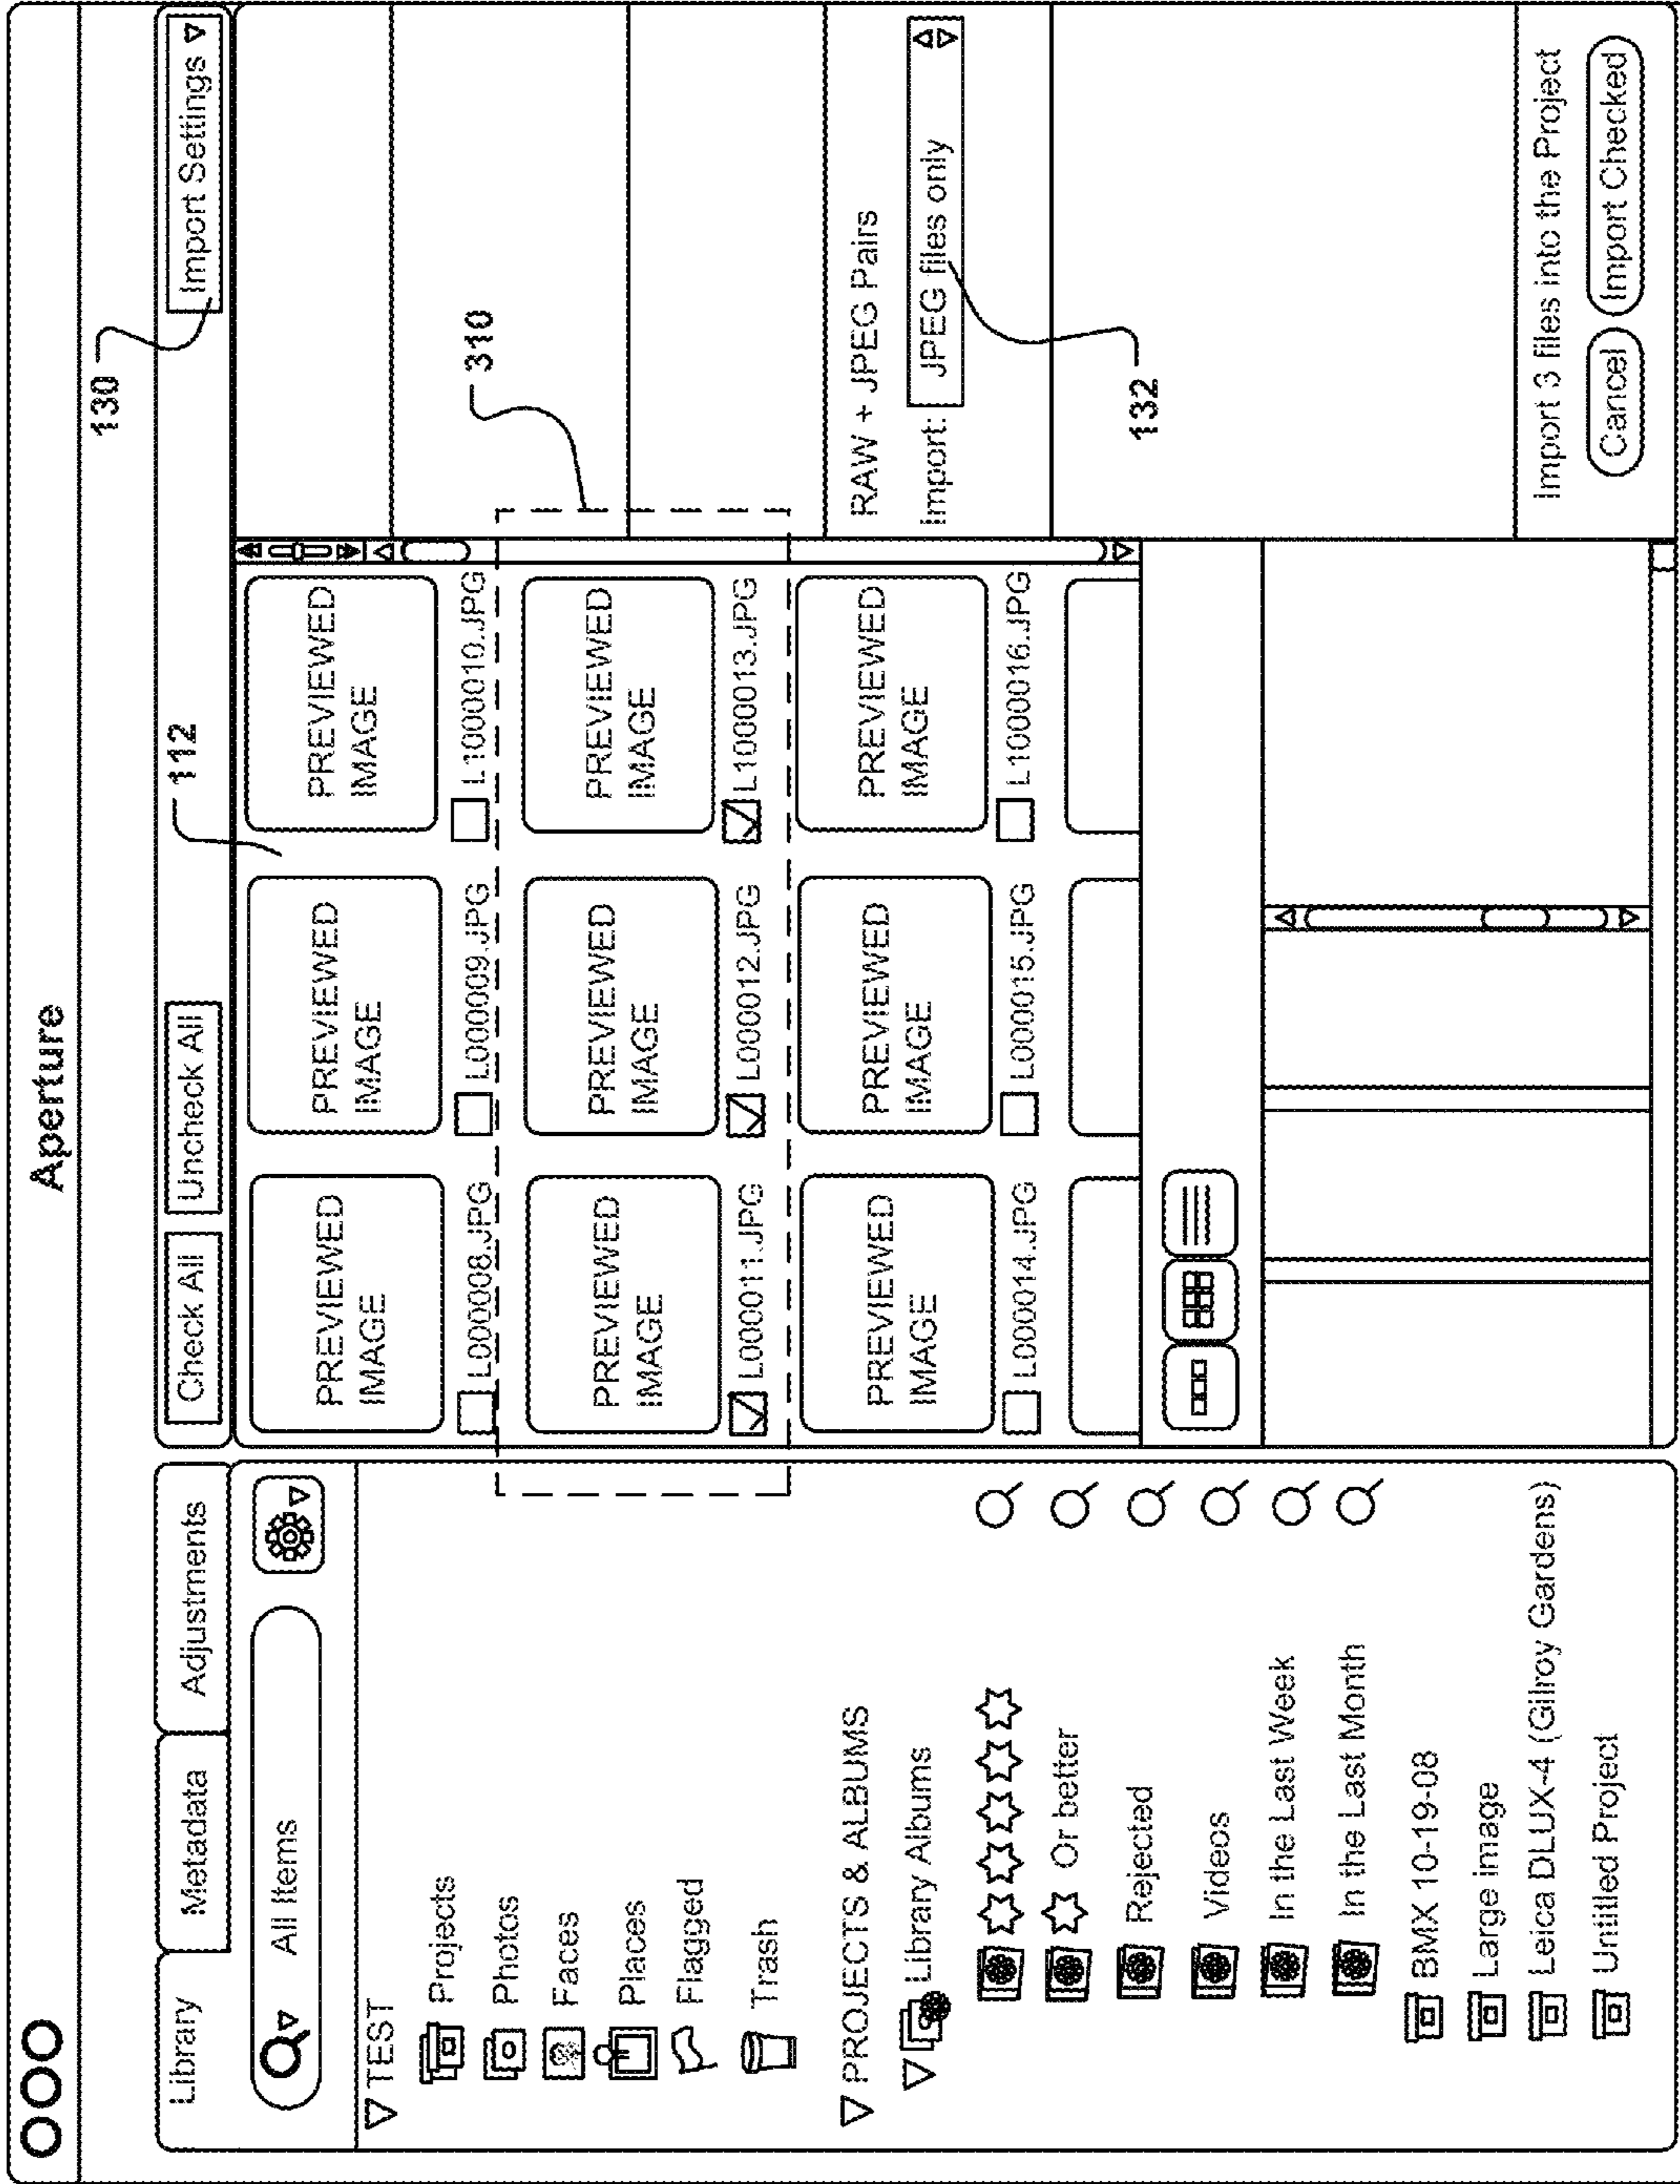 Aperture
130
Library
Metadata
Adjustments
Check All
Uncheck All
112
Import Settings
All Items
TEST
Projects
Photos
Faces
Places
Flagged
Trash
PROJECTS & ALBUMS
Library Albums
Or better
Rejected
Videos
In the Last Week
In the Last Month
BMX 10-19-08
Large image
Leica DLUX-4 (Gilroy Gardens)
Untitled Project
PREVIEWED
IMAGE
PREVIEWED
IMAGE
PREVIEWED
IMAGE
L000008.JPG
L000009.JPG
L1000010.JPG
310
PREVIEWED
IMAGE
PREVIEWED
IMAGE
PREVIEWED
IMAGE
L000011.JPG
L000012.JPG
L1000013.JPG
PREVIEWED
IMAGE
PREVIEWED
IMAGE
PREVIEWED
IMAGE
L000014.JPG
L000015.JPG
L1000016.JPG
RAW + JPEG Pairs
Import: JPEG files only
132
Import 3 files into the Project
Cancel
Import Checked